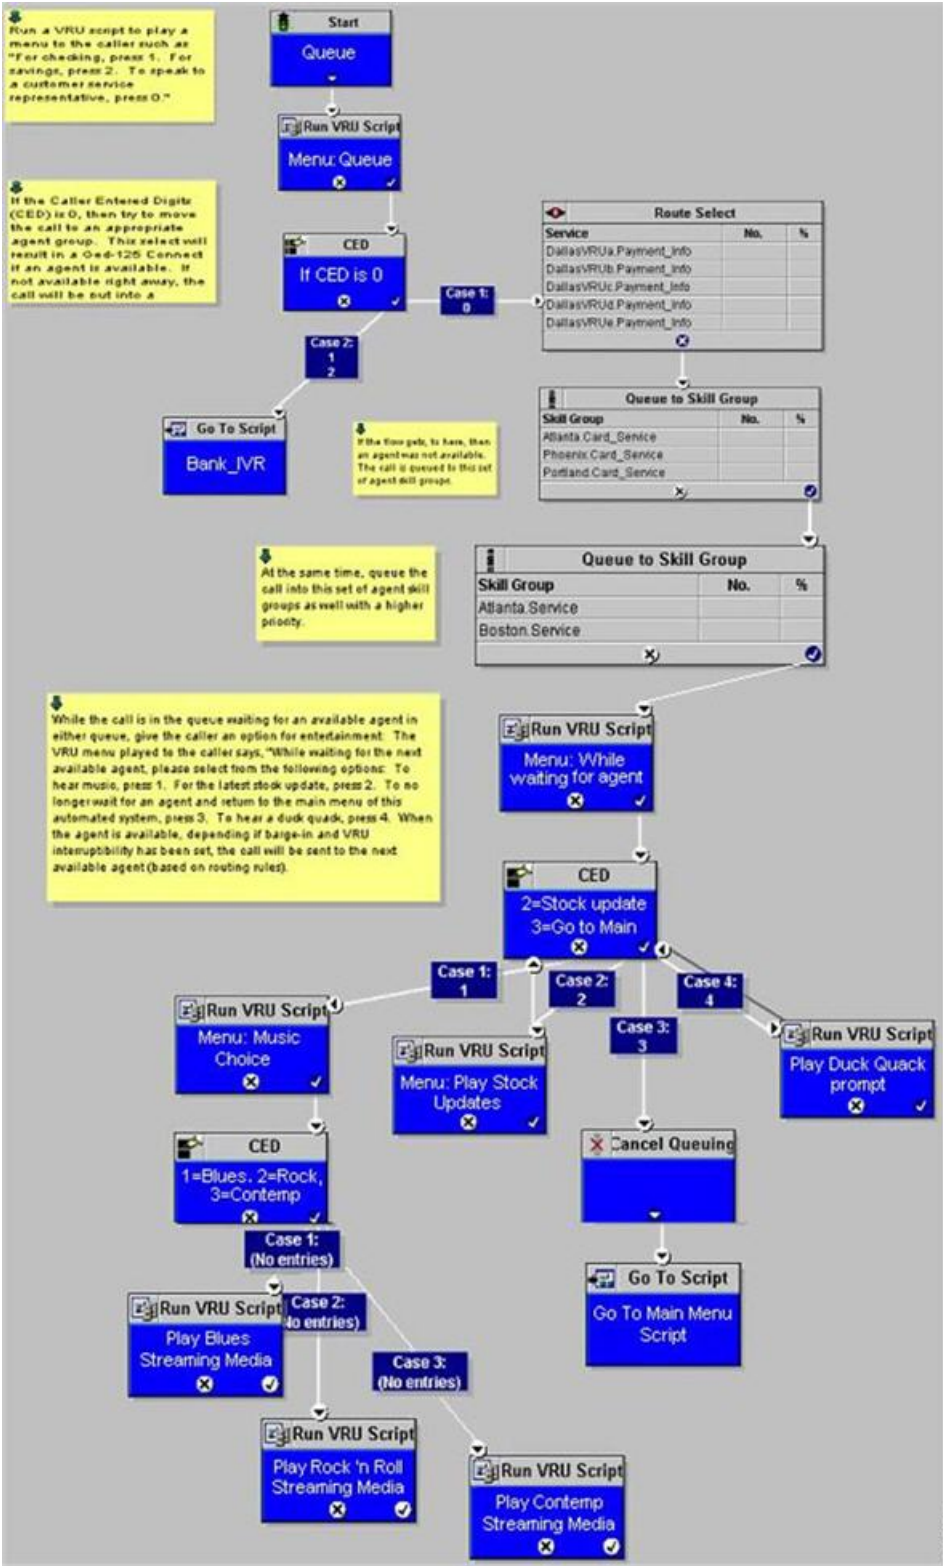 Run a VRU script to play a
menu to the caller such as
"For checking, press 1. For
savings, press 2. To speak to
a customer service
representative, press 0."
Start
Queue
Run VRU Script
Menu: Queue
If the Caller Entered Digits
(CED) is 0, then try to move
the call to an appropriate
agent group. This select will
result in a Ged-125 Connect
if an agent is available. If
not available right away, the
call will be put into a
CED
If CED is 0
Case 1:
0
Case 2:
1
2
Route Select
Service No. %
DallasVRUa.Payment_Info
DallasVRUb.Payment_Info
DallasVRUc.Payment_Info
DallasVRUd.Payment_Info
DallasVRUe.Payment_Info
Go To Script
Bank_IVR
If the flow gets, to here, then
an agent was not available.
The call is queued to this set
of agent skill groups.
Queue to Skill Group
Skill Group No. %
Atlanta.Card_Service
Phoenix.Card_Service
Portland.Card_Service
At the same time, queue the
call into this set of agent skill
groups as well with a higher
priority.
Queue to Skill Group
Skill Group No. %
Atlanta.Service
Boston.Service
While the call is in the queue waiting for an available agent in
either queue, give the caller an option for entertainment. The
VRU menu played to the caller says, "While waiting for the next
available agent, please select from the following options: To
hear music, press 1. For the latest stock update, press 2. To no
longer wait for an agent and return to the main menu of this
automated system, press 3. To hear a duck quack, press 4. When
the agent is available, depending if barge-in and VRU
interruptibility has been set, the call will be sent to the next
available agent (based on routing rules).
Run VRU Script
Menu: While
waiting for agent
CED
2=Stock update
3=Go to Main
Case 1:
1
Case 2:
2
Case 3:
3
Case 4:
4
Run VRU Script
Menu: Music
Choice
Run VRU Script
Menu: Play Stock
Updates
Run VRU Script
Play Duck Quack
prompt
CED
1=Blues. 2=Rock,
3=Contemp
Cancel Queuing
Case 1:
(No entries)
Case 2:
No entries)
Case 3:
(No entries)
Run VRU Script
Play Blues
Streaming Media
Go To Script
Go To Main Menu
Script
Run VRU Script
Play Rock 'n Roll
Streaming Media
Run VRU Script
Play Contemp
Streaming Media